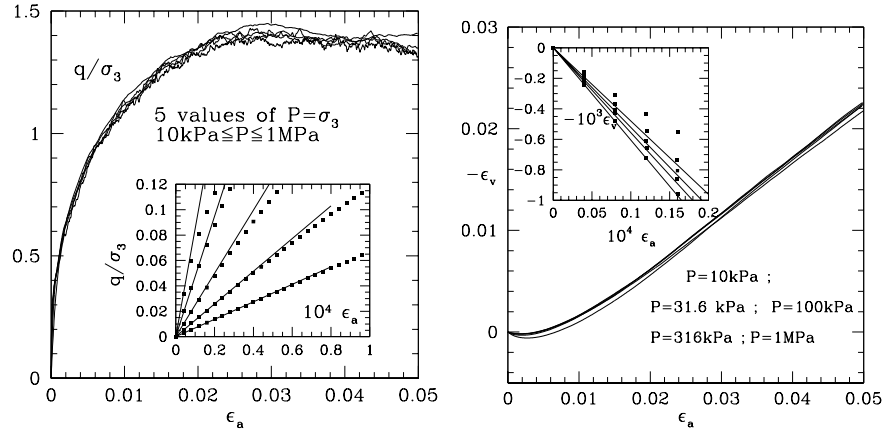 1.5
1
0.5
0
q/σ₃
5 values of P=σ₃
10kPa≦P≦1MPa
0.12
0.1
0.08
0.06
0.04
0.02
0
q/σ₃
10⁴ ϵₐ
0 0.2 0.4 0.6 0.8 1
0 0.01 0.02 0.03 0.04 0.05
ϵₐ
0.03
0.02
0.01
0
−ϵᵥ
0
−0.2
−0.4
−0.6
−0.8
−1
−10³ϵᵥ
0 0.05 0.1 0.15 0.2
10⁴ ϵₐ
P=10kPa ;
P=31.6 kPa ; P=100kPa
P=316kPa ; P=1MPa
0 0.01 0.02 0.03 0.04 0.05
ϵₐ